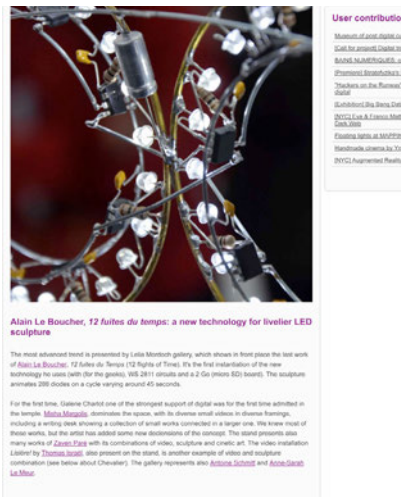 User contributio
Museum of post digital cu
[Call for project] Digital
BAINS NUMERIQUES
[Premiere]
"Hackers on the Runway"
digital
[Exhibition] Big Bang Dat
[NYC] Eva & Franco Matt
Dark Web
Floating lights at MAPPIN
Handmade cinema by
[NYC] Augmented Realit
Alain Le Boucher, 12 fuites du temps: a new technology for livelier LED
sculpture
The most advanced trend is presented by Lélia Mordoch gallery, which shows in front place the last work
of Alain Le Boucher, 12 fuites du Temps (12 flights of Time). It's the first instantiation of the new
technology he uses (with (for the geeks), WS 2811 circuits and a 2 Go (micro SD) board). The sculpture
animates 288 diodes on a cycle varying around 45 seconds.
For the first time, Galerie Charlot one of the strongest support of digital was for the first time admitted in
the temple. Misha Margolis, dominates the space, with its diverse small videos in diverse framings,
including a writing desk showing a collection of small works connected in a larger one. We knew most of
these works, but the artist has added some new declensions of the concept. The stand presents also
many works of Zaven Paré with its combinations of video, sculpture and cinetic art. The video installation
by Thomas Israël, also present on the stand, is another example of video and sculpture
combination (see below about Chevalier). The gallery represents also Antoine Schmitt and Anne-Sarah
Le Meur.